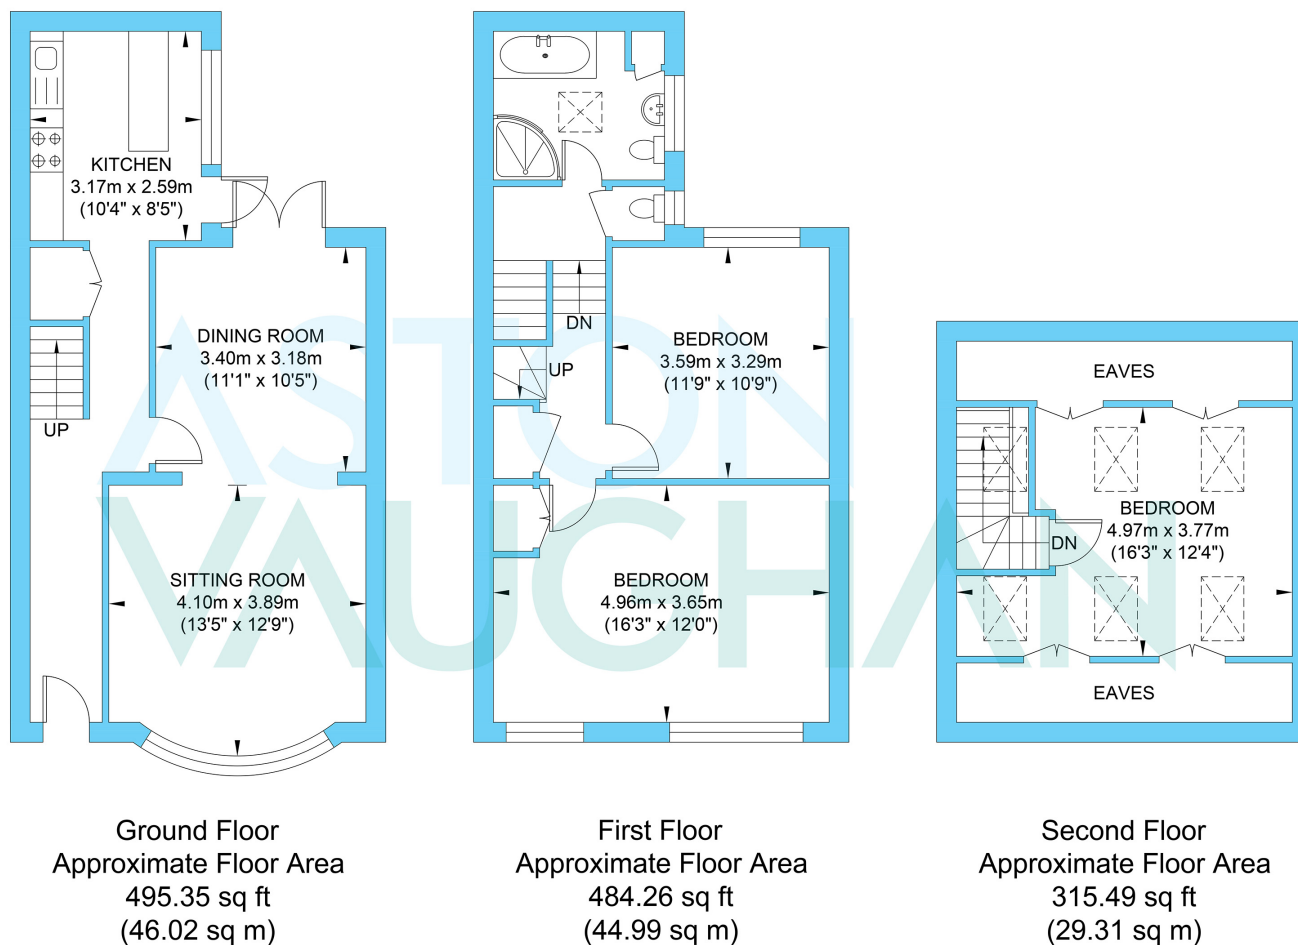 KITCHEN
3.17m x 2.59m
(10'4" x 8'5")
DINING ROOM
3.40m x 3.18m
(11'1" x 10'5")
UP
SITTING ROOM
4.10m x 3.89m
(13'5" x 12'9")
Ground Floor
Approximate Floor Area
495.35 sq ft
(46.02 sq m)
DN
UP
BEDROOM
3.59m x 3.29m
(11'9" x 10'9")
BEDROOM
4.96m x 3.65m
(16'3" x 12'0")
First Floor
Approximate Floor Area
484.26 sq ft
(44.99 sq m)
EAVES
BEDROOM
4.97m x 3.77m
(16'3" x 12'4")
DN
EAVES
Second Floor
Approximate Floor Area
315.49 sq ft
(29.31 sq m)
ASTON
VAUGHAN